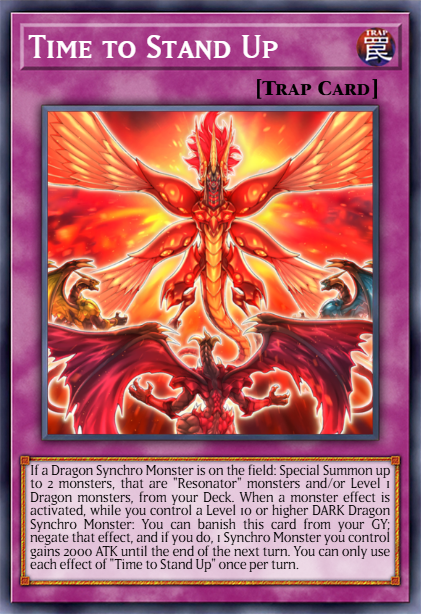 Time to Stand Up
TRAP
罠
[Trap Card]
If a Dragon Synchro Monster is on the field: Special Summon up
to 2 monsters, that are "Resonator" monsters and/or Level 1
Dragon monsters, from your Deck. When a monster effect is
activated, while you control a Level 10 or higher DARK Dragon
Synchro Monster: You can banish this card from your GY;
negate that effect, and if you do, 1 Synchro Monster you control
gains 2000 ATK until the end of the next turn. You can only use
each effect of "Time to Stand Up" once per turn.